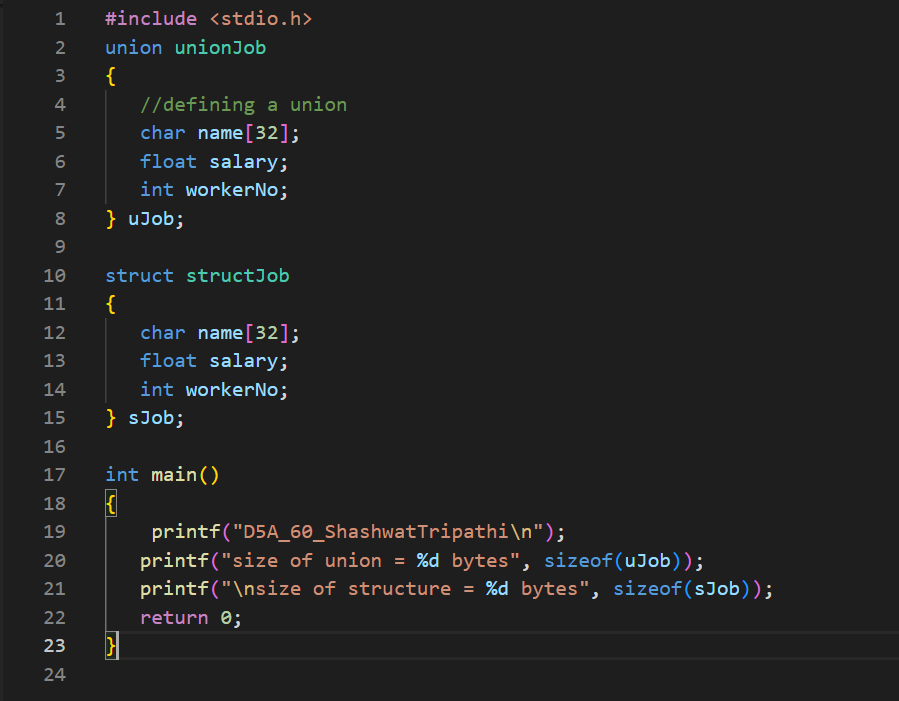 1 #include <stdio.h>
2 union unionJob
3 {
4    //defining a union
5    char name[32];
6    float salary;
7    int workerNo;
8 } uJob;
9
10 struct structJob
11 {
12    char name[32];
13    float salary;
14    int workerNo;
15 } sJob;
16
17 int main()
18 {
19     printf("D5A_60_ShashwatTripathi\n");
20    printf("size of union = %d bytes", sizeof(uJob));
21    printf("\nsize of structure = %d bytes", sizeof(sJob));
22    return 0;
23 }
24